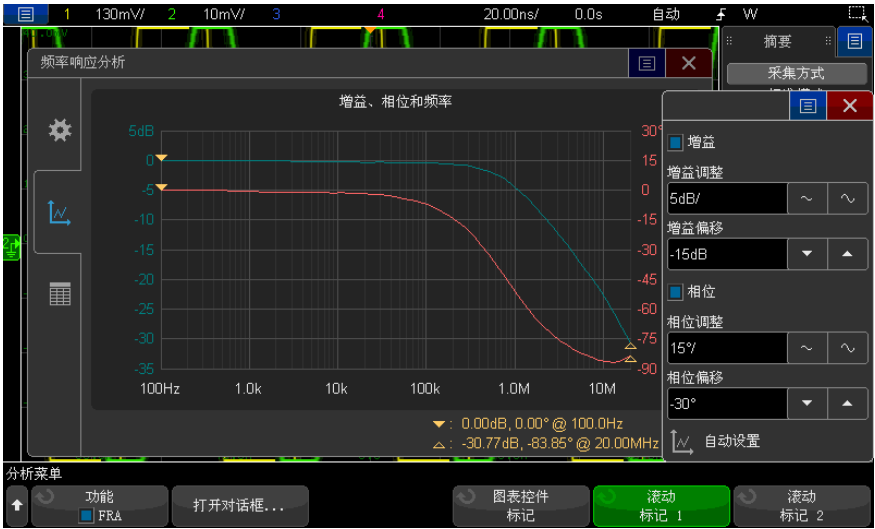 1 130mV/ 2 10mV/ 3 4 20.00ns/ 0.0s 自动 W
摘要
频率响应分析
采集方式
增益、相位和频率
5dB
0
-5
-10
-15
-20
-25
-30
-35
30°
15
0
-15
-30
-45
-60
-75
-90
100Hz 1.0k 10k 100k 1.0M 10M
: 0.00dB, 0.00° @ 100.0Hz
: -30.77dB, -83.85° @ 20.00MHz
增益
增益调整
5dB/
增益偏移
-15dB
相位
相位调整
15°/
相位偏移
-30°
自动设置
分析菜单
功能
FRA
打开对话框...
图表控件
标记
滚动
标记 1
滚动
标记 2